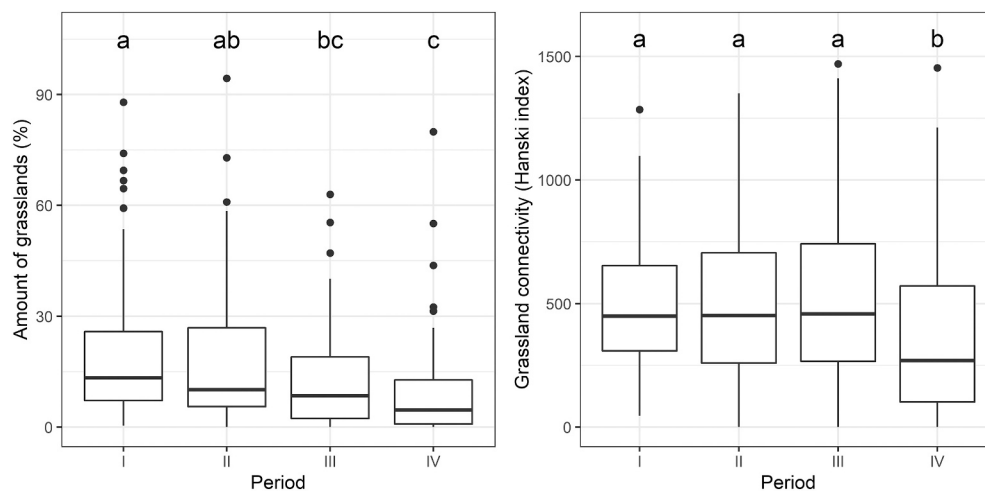 a ab bc c
Amount of grasslands (%)
90
60
30
0
I II III IV
Period
a a a b
Grassland connectivity (Hanski index)
1500
1000
500
0
I II III IV
Period